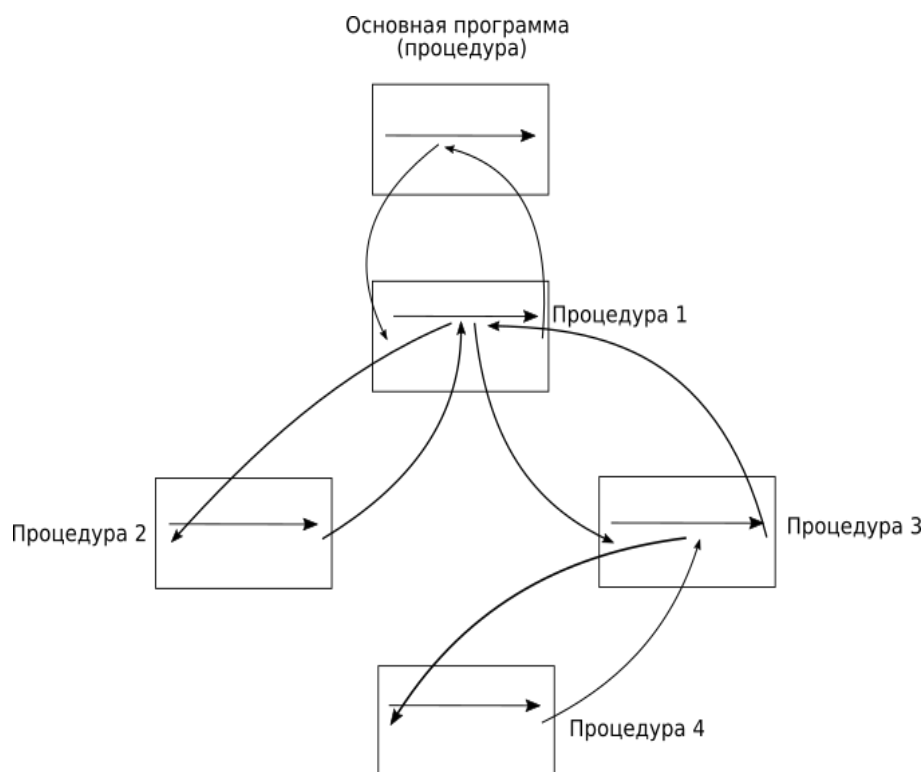 Основная программа
(процедура)
Процедура 1
Процедура 2
Процедура 3
Процедура 4